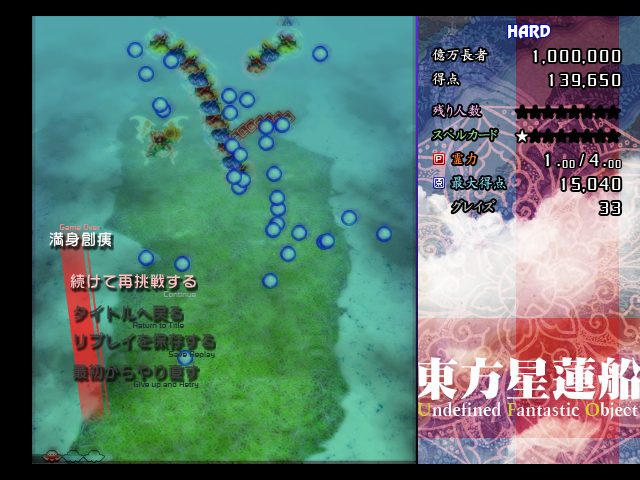 HARD
億万長者 1,000,000
得点 139,650
残り人数
スペルカード
P 霊力 1.00/4.00
点 最大得点 15,040
グレイズ 33
Game Over
満身創痍
続けて再挑戦する
Continue
タイトルへ戻る
Return to Title
リプレイを保存する
Save Replay
最初からやり直す
Give up and Retry
東方星蓮船
Undefined Fantastic Object